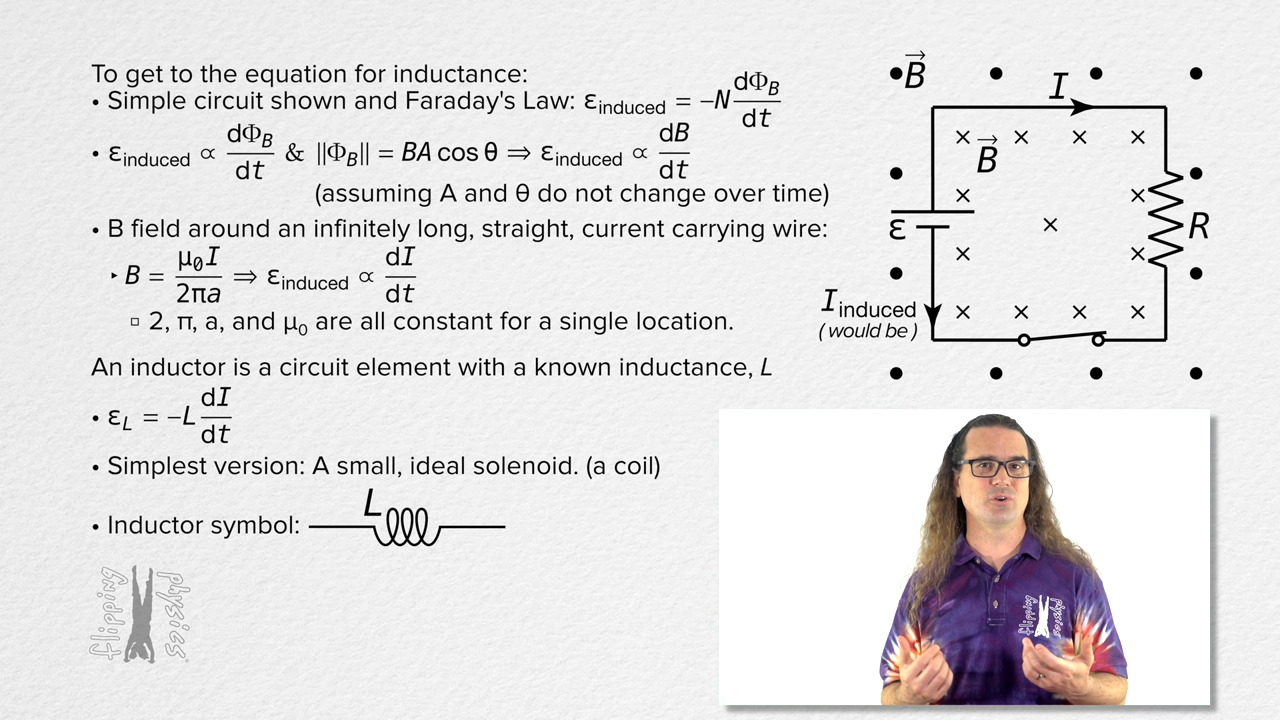 To get to the equation for inductance:
• Simple circuit shown and Faraday's Law: ε_induced = –N dΦ_B/dt
• ε_induced ∝ dΦ_B/dt & ‖Φ_B‖ = BA cos θ ⇒ ε_induced ∝ dB/dt
(assuming A and θ do not change over time)
• B field around an infinitely long, straight, current carrying wire:
‣ B = μ₀I/2πa ⇒ ε_induced ∝ dI/dt
▫ 2, π, a, and μ₀ are all constant for a single location.
An inductor is a circuit element with a known inductance, L
• ε_L = –L dI/dt
• Simplest version: A small, ideal solenoid. (a coil)
• Inductor symbol: L
flipping physics
B⃗
I
B⃗
ε
R
I_induced
(would be)
flipping physics